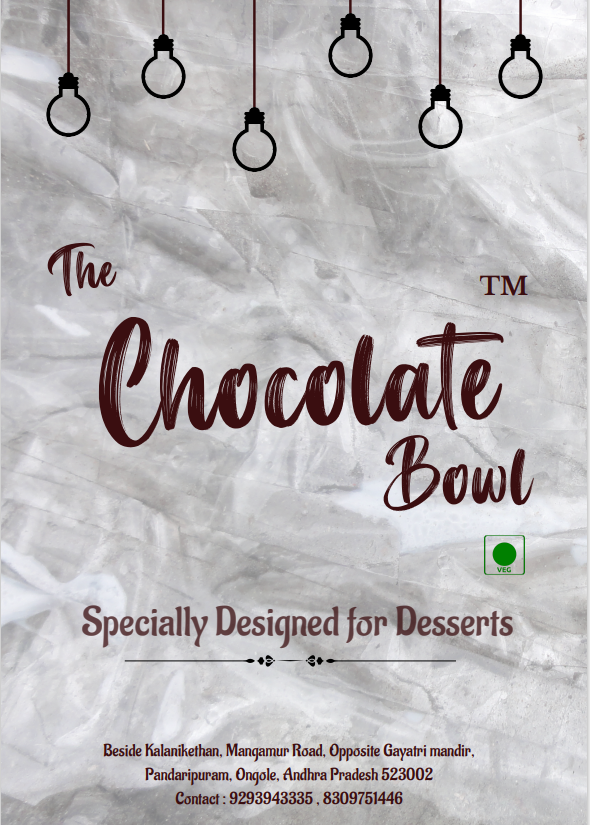 The
TM
Chocolate
Bowl
VEG
Specially Designed for Desserts
Beside Kalanikethan, Mangamur Road, Opposite Gayatri mandir,
Pandaripuram, Ongole, Andhra Pradesh 523002
Contact : 9293943335 , 8309751446